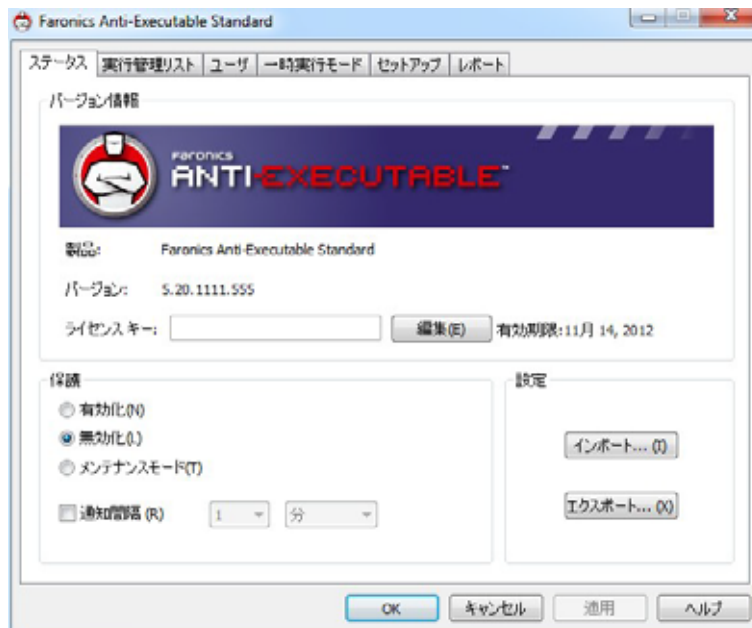 Faronics Anti-Executable Standard
ステータス 実行管理リスト ユーザ 一時実行モード セットアップ レポート
バージョン情報
FARONICS
ANTI-EXECUTABLE™
製品: Faronics Anti-Executable Standard
バージョン: 5.20.1111.555
ライセンス キー: 編集(E) 有効期限:11月 14, 2012
保護
有効化(N)
無効化(L)
メンテナンスモード(T)
通知間隔 (R) 1 分
設定
インポート... (I)
エクスポート... (X)
OK キャンセル 適用 ヘルプ